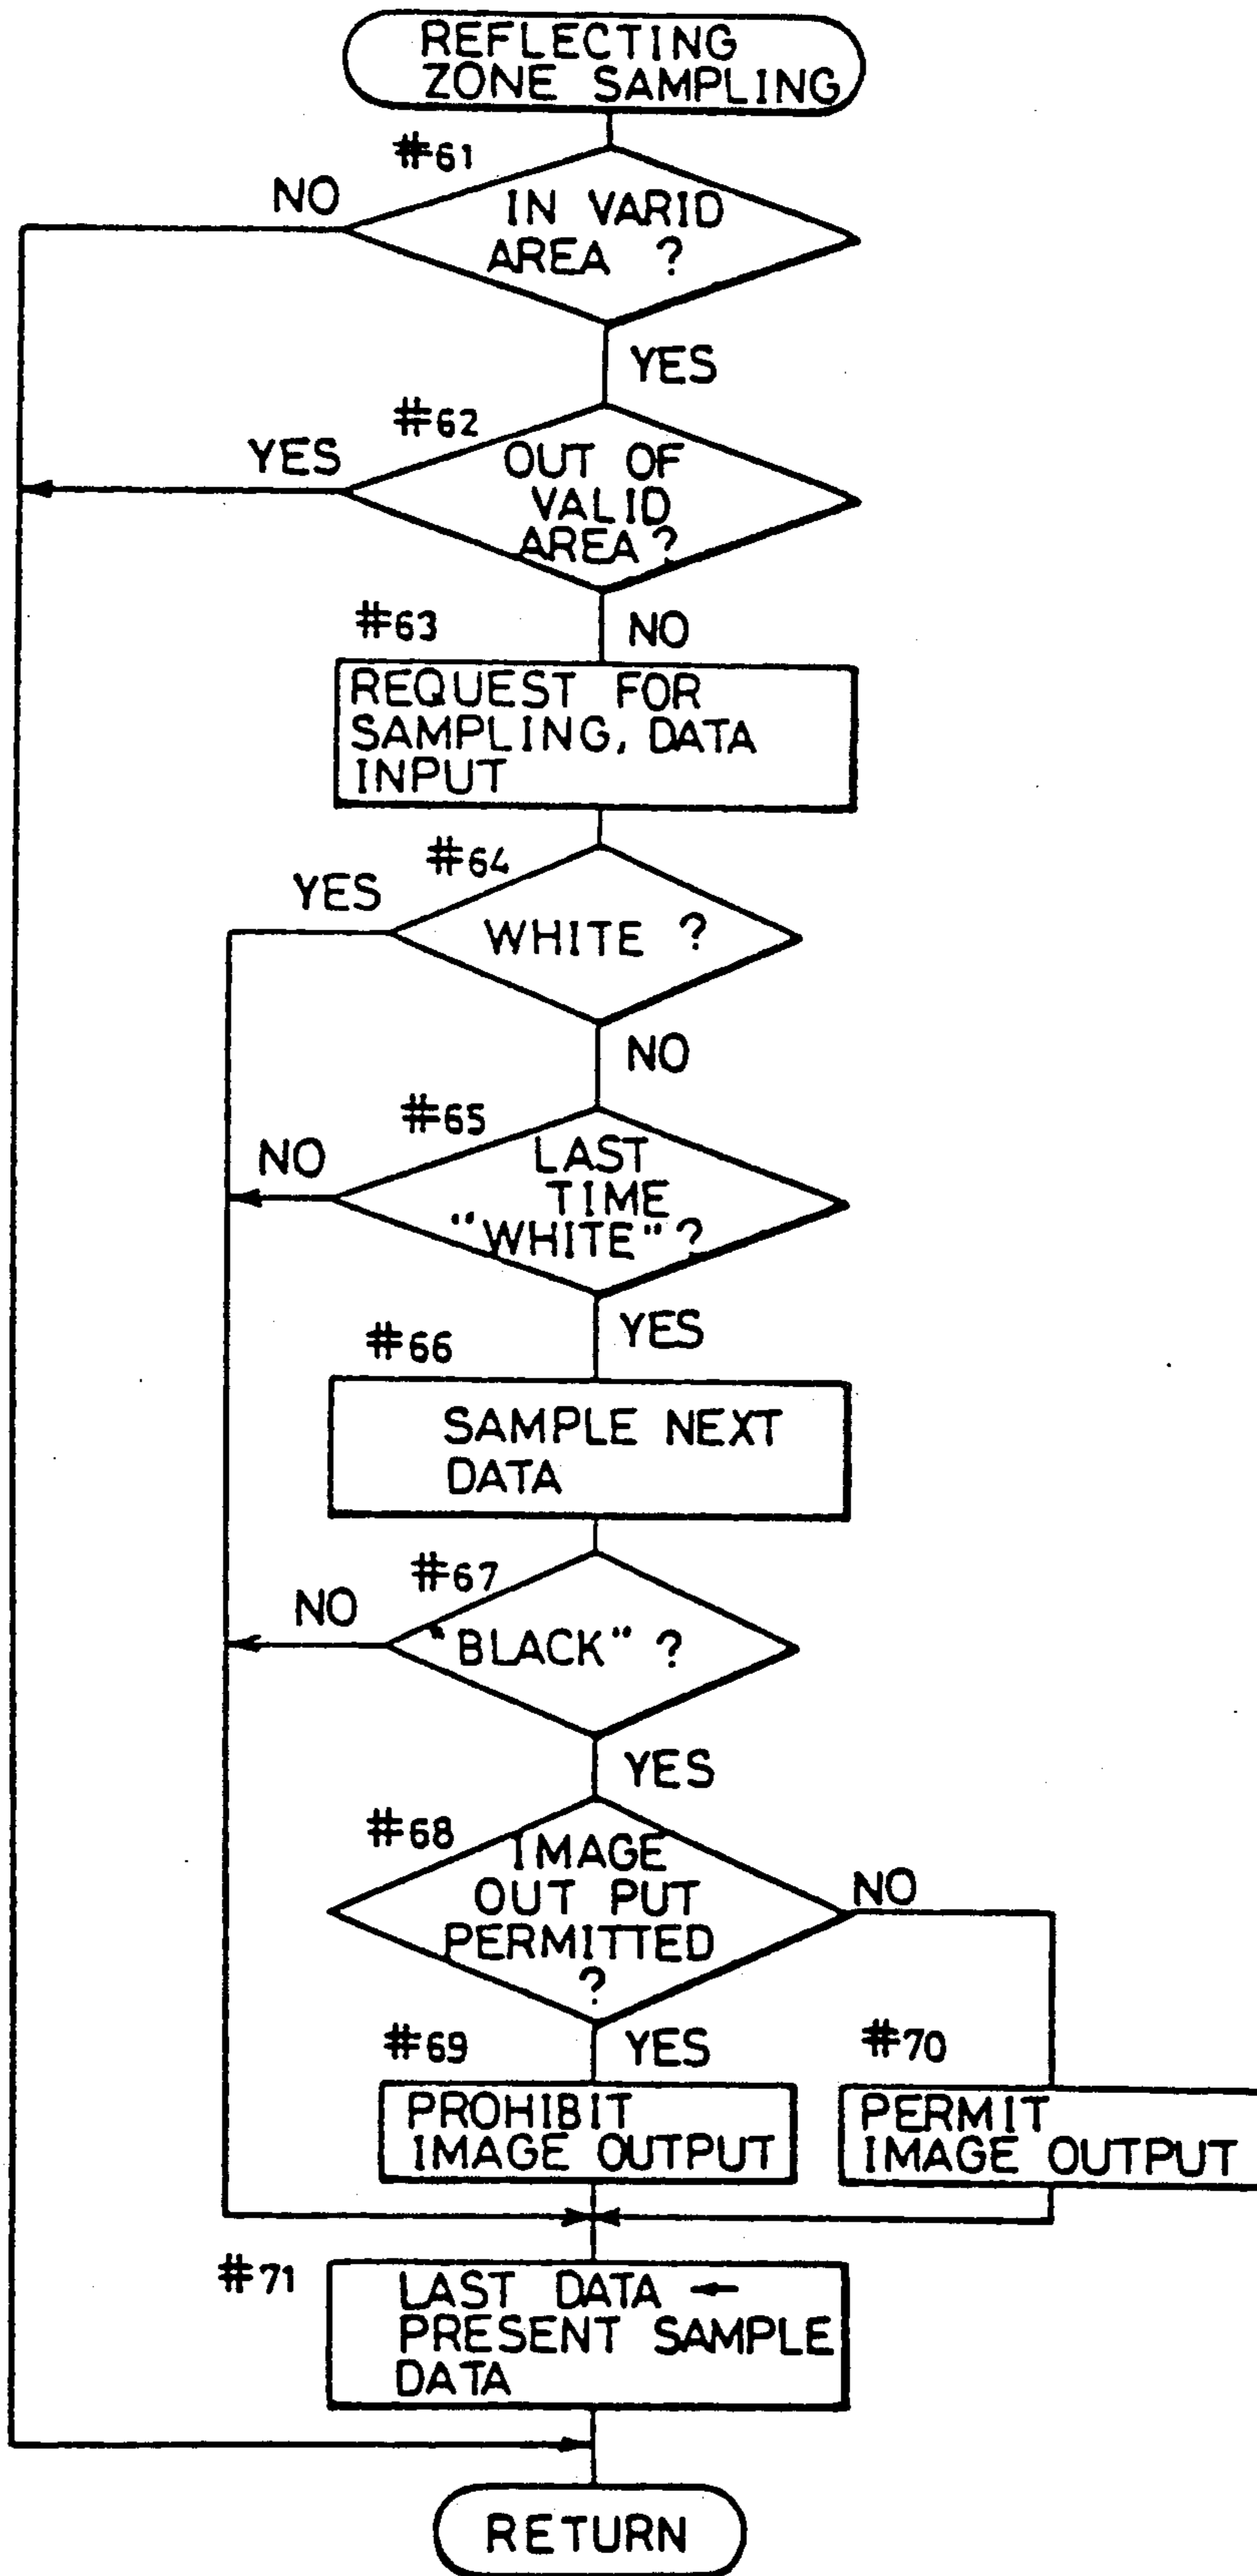 REFLECTING
ZONE SAMPLING
#61
NO
IN VARID
AREA ?
YES
#62
YES
OUT OF
VALID
AREA?
NO
#63
REQUEST FOR
SAMPLING, DATA
INPUT
#64
YES
WHITE ?
NO
#65
NO
LAST
TIME
"WHITE"?
YES
#66
SAMPLE NEXT
DATA
#67
NO
"BLACK" ?
YES
#68
IMAGE
OUT PUT
PERMITTED
?
NO
YES
#69
#70
PROHIBIT
IMAGE OUTPUT
PERMIT
IMAGE OUTPUT
#71
LAST DATA ←
PRESENT SAMPLE
DATA
RETURN